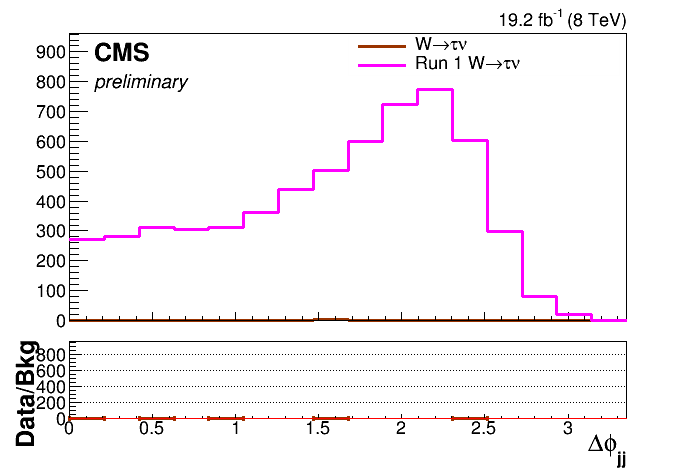 19.2 fb⁻¹ (8 TeV)
CMS
preliminary
W→τν
Run 1 W→τν
900
800
700
600
500
400
300
200
100
0
Data/Bkg
800
600
400
200
0
0 0.5 1 1.5 2 2.5 3
Δϕjj